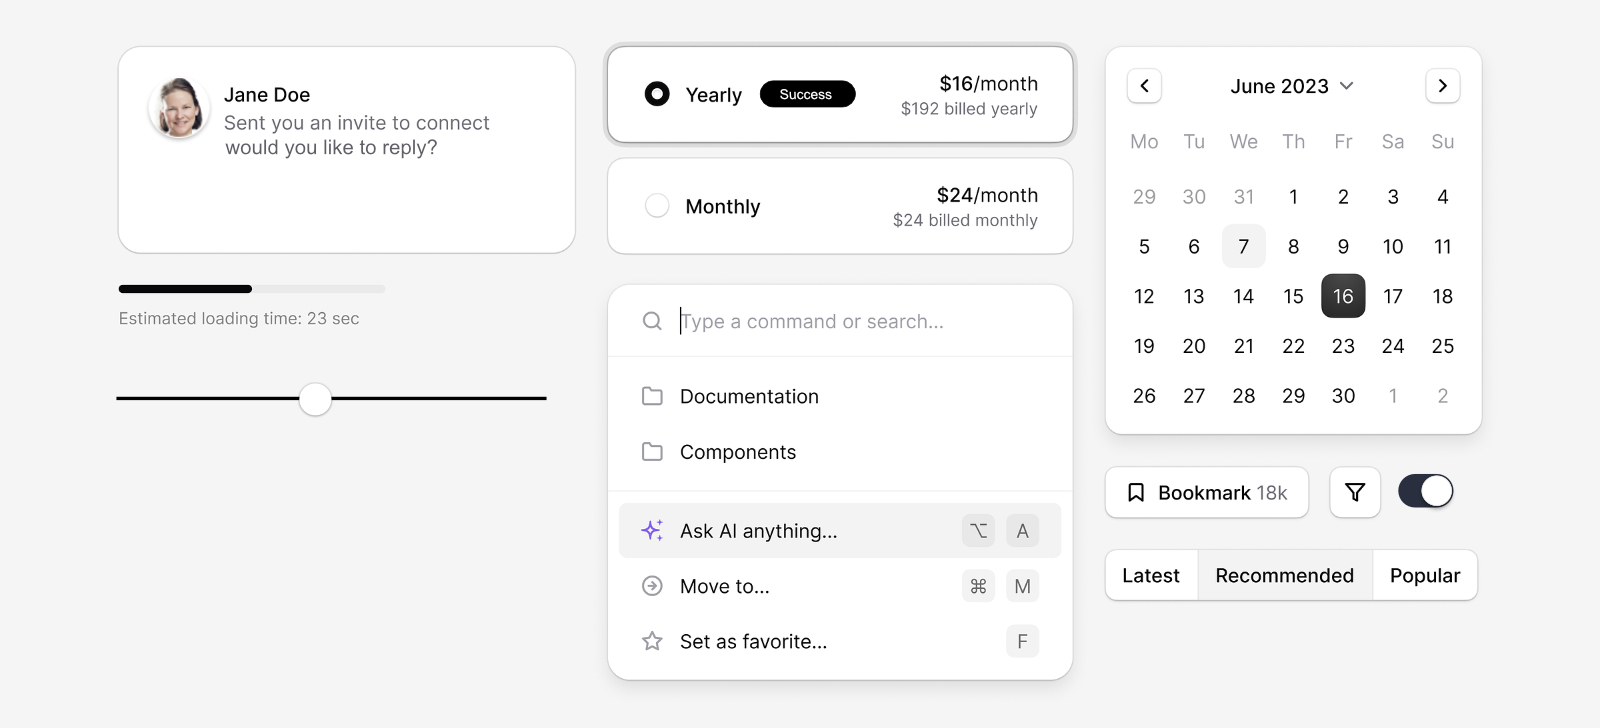 Jane Doe
Sent you an invite to connect
would you like to reply?
Estimated loading time: 23 sec
Yearly Success $16/month
$192 billed yearly
Monthly $24/month
$24 billed monthly
Type a command or search...
Documentation
Components
Ask AI anything... ⌥ A
Move to... ⌘ M
Set as favorite... F
June 2023
Mo Tu We Th Fr Sa Su
29 30 31 1 2 3 4
5 6 7 8 9 10 11
12 13 14 15 16 17 18
19 20 21 22 23 24 25
26 27 28 29 30 1 2
Bookmark 18k
Latest Recommended Popular